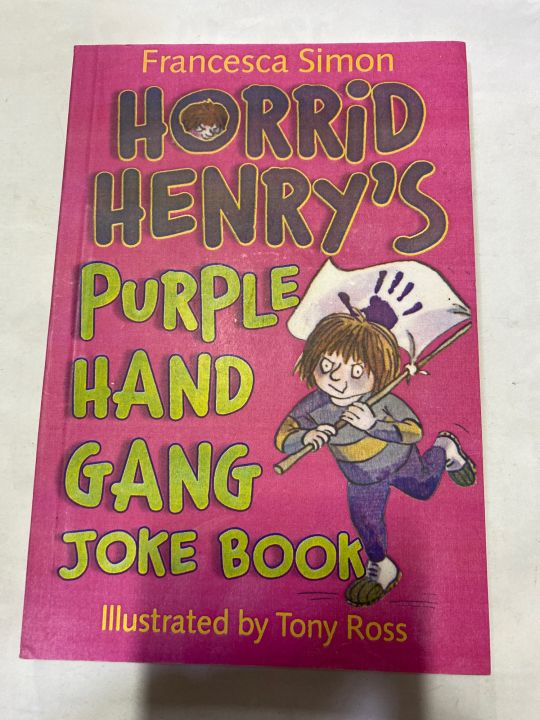 Francesca Simon
HORRiD
HENRY'S
PURPLE
HAND
GANG
JOKE BOOK
Illustrated by Tony Ross